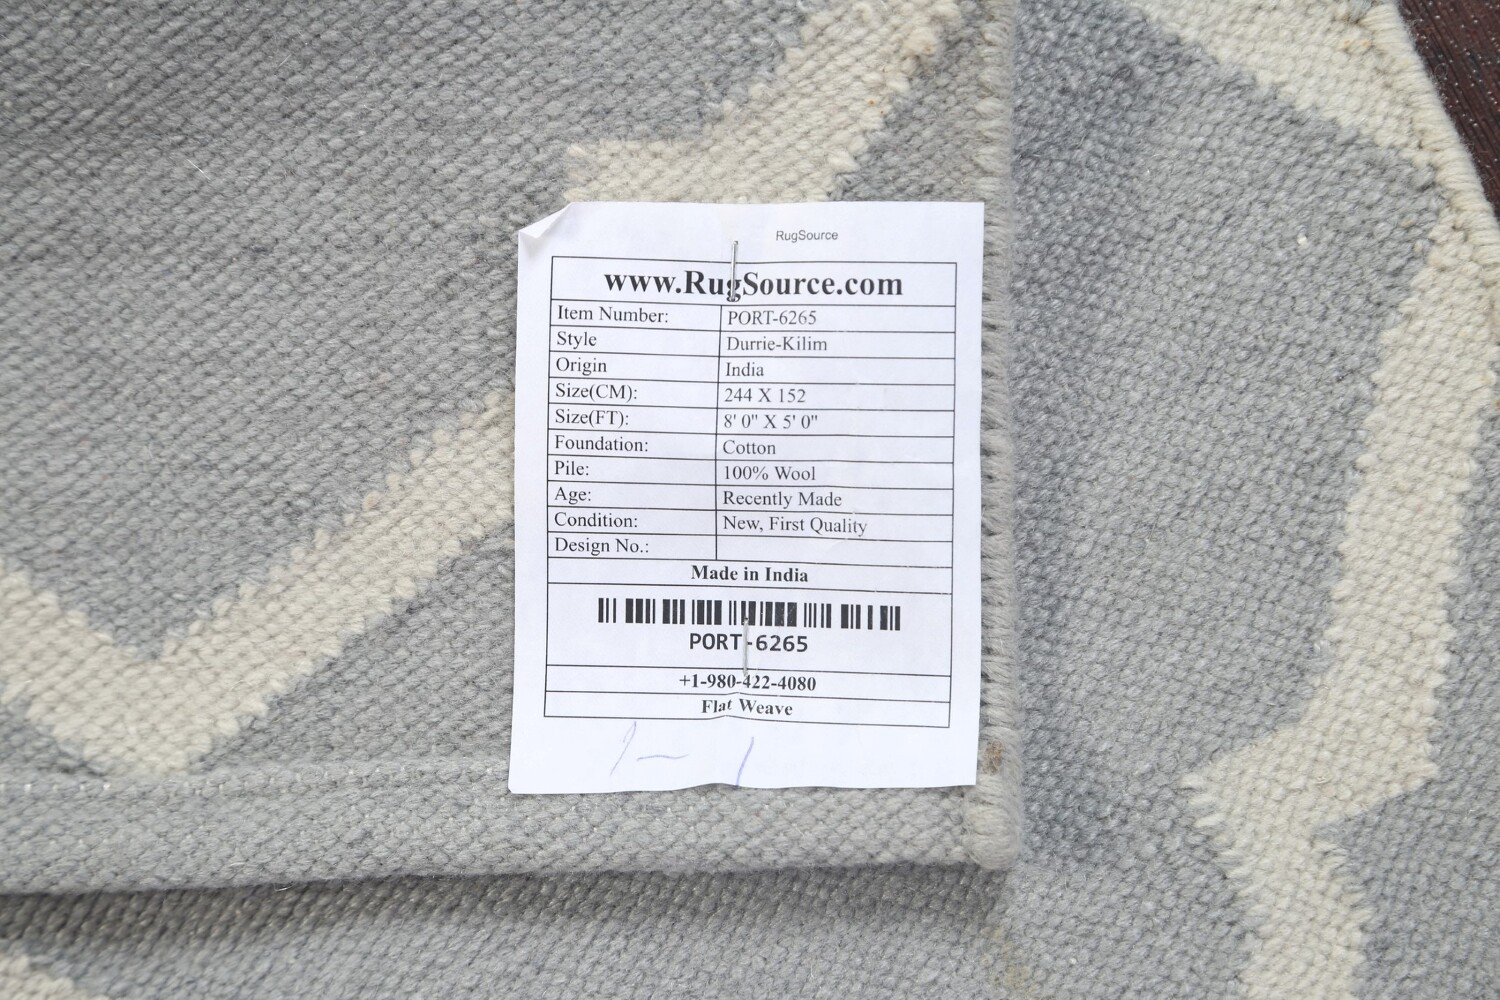 RugSource
www.RugSource.com
Item Number: PORT-6265
Style Durrie-Kilim
Origin India
Size(CM): 244 X 152
Size(FT): 8' 0" X 5' 0"
Foundation: Cotton
Pile: 100% Wool
Age: Recently Made
Condition: New, First Quality
Design No.:
Made in India
PORT-6265
+1-980-422-4080
Flat Weave